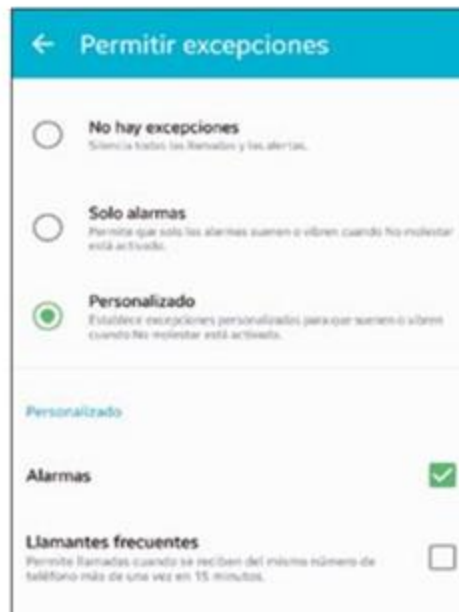 Permitir excepciones
No hay excepciones
Silencia todas las llamadas y las alertas.
Solo alarmas
Permite que solo las alarmas suenen o vibren cuando No molestar
está activado.
Personalizado
Establece excepciones personalizadas para que suenen o vibren
cuando No molestar está activado.
Personalizado
Alarmas
Llamantes frecuentes
Permite llamadas cuando se reciben del mismo número de
teléfono más de una vez en 15 minutos.